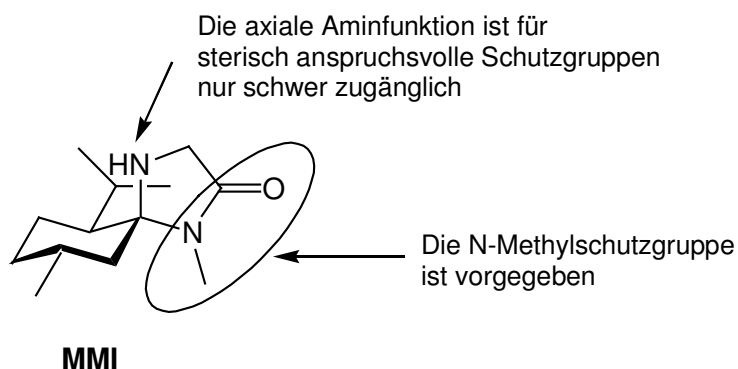 Die axiale Aminfunktion ist für
sterisch anspruchsvolle Schutzgruppen
nur schwer zugänglich
HN
O
N
Die N-Methylschutzgruppe
ist vorgegeben
MMI